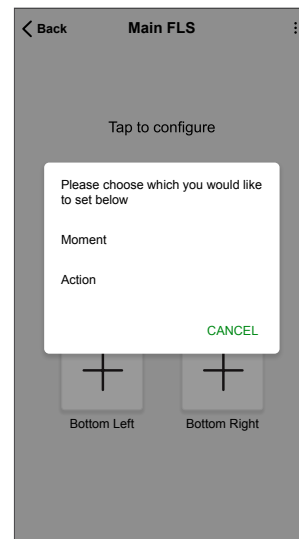 Back Main FLS
Tap to configure
Please choose which you would like
to set below
Moment
Action
CANCEL
Bottom Left Bottom Right